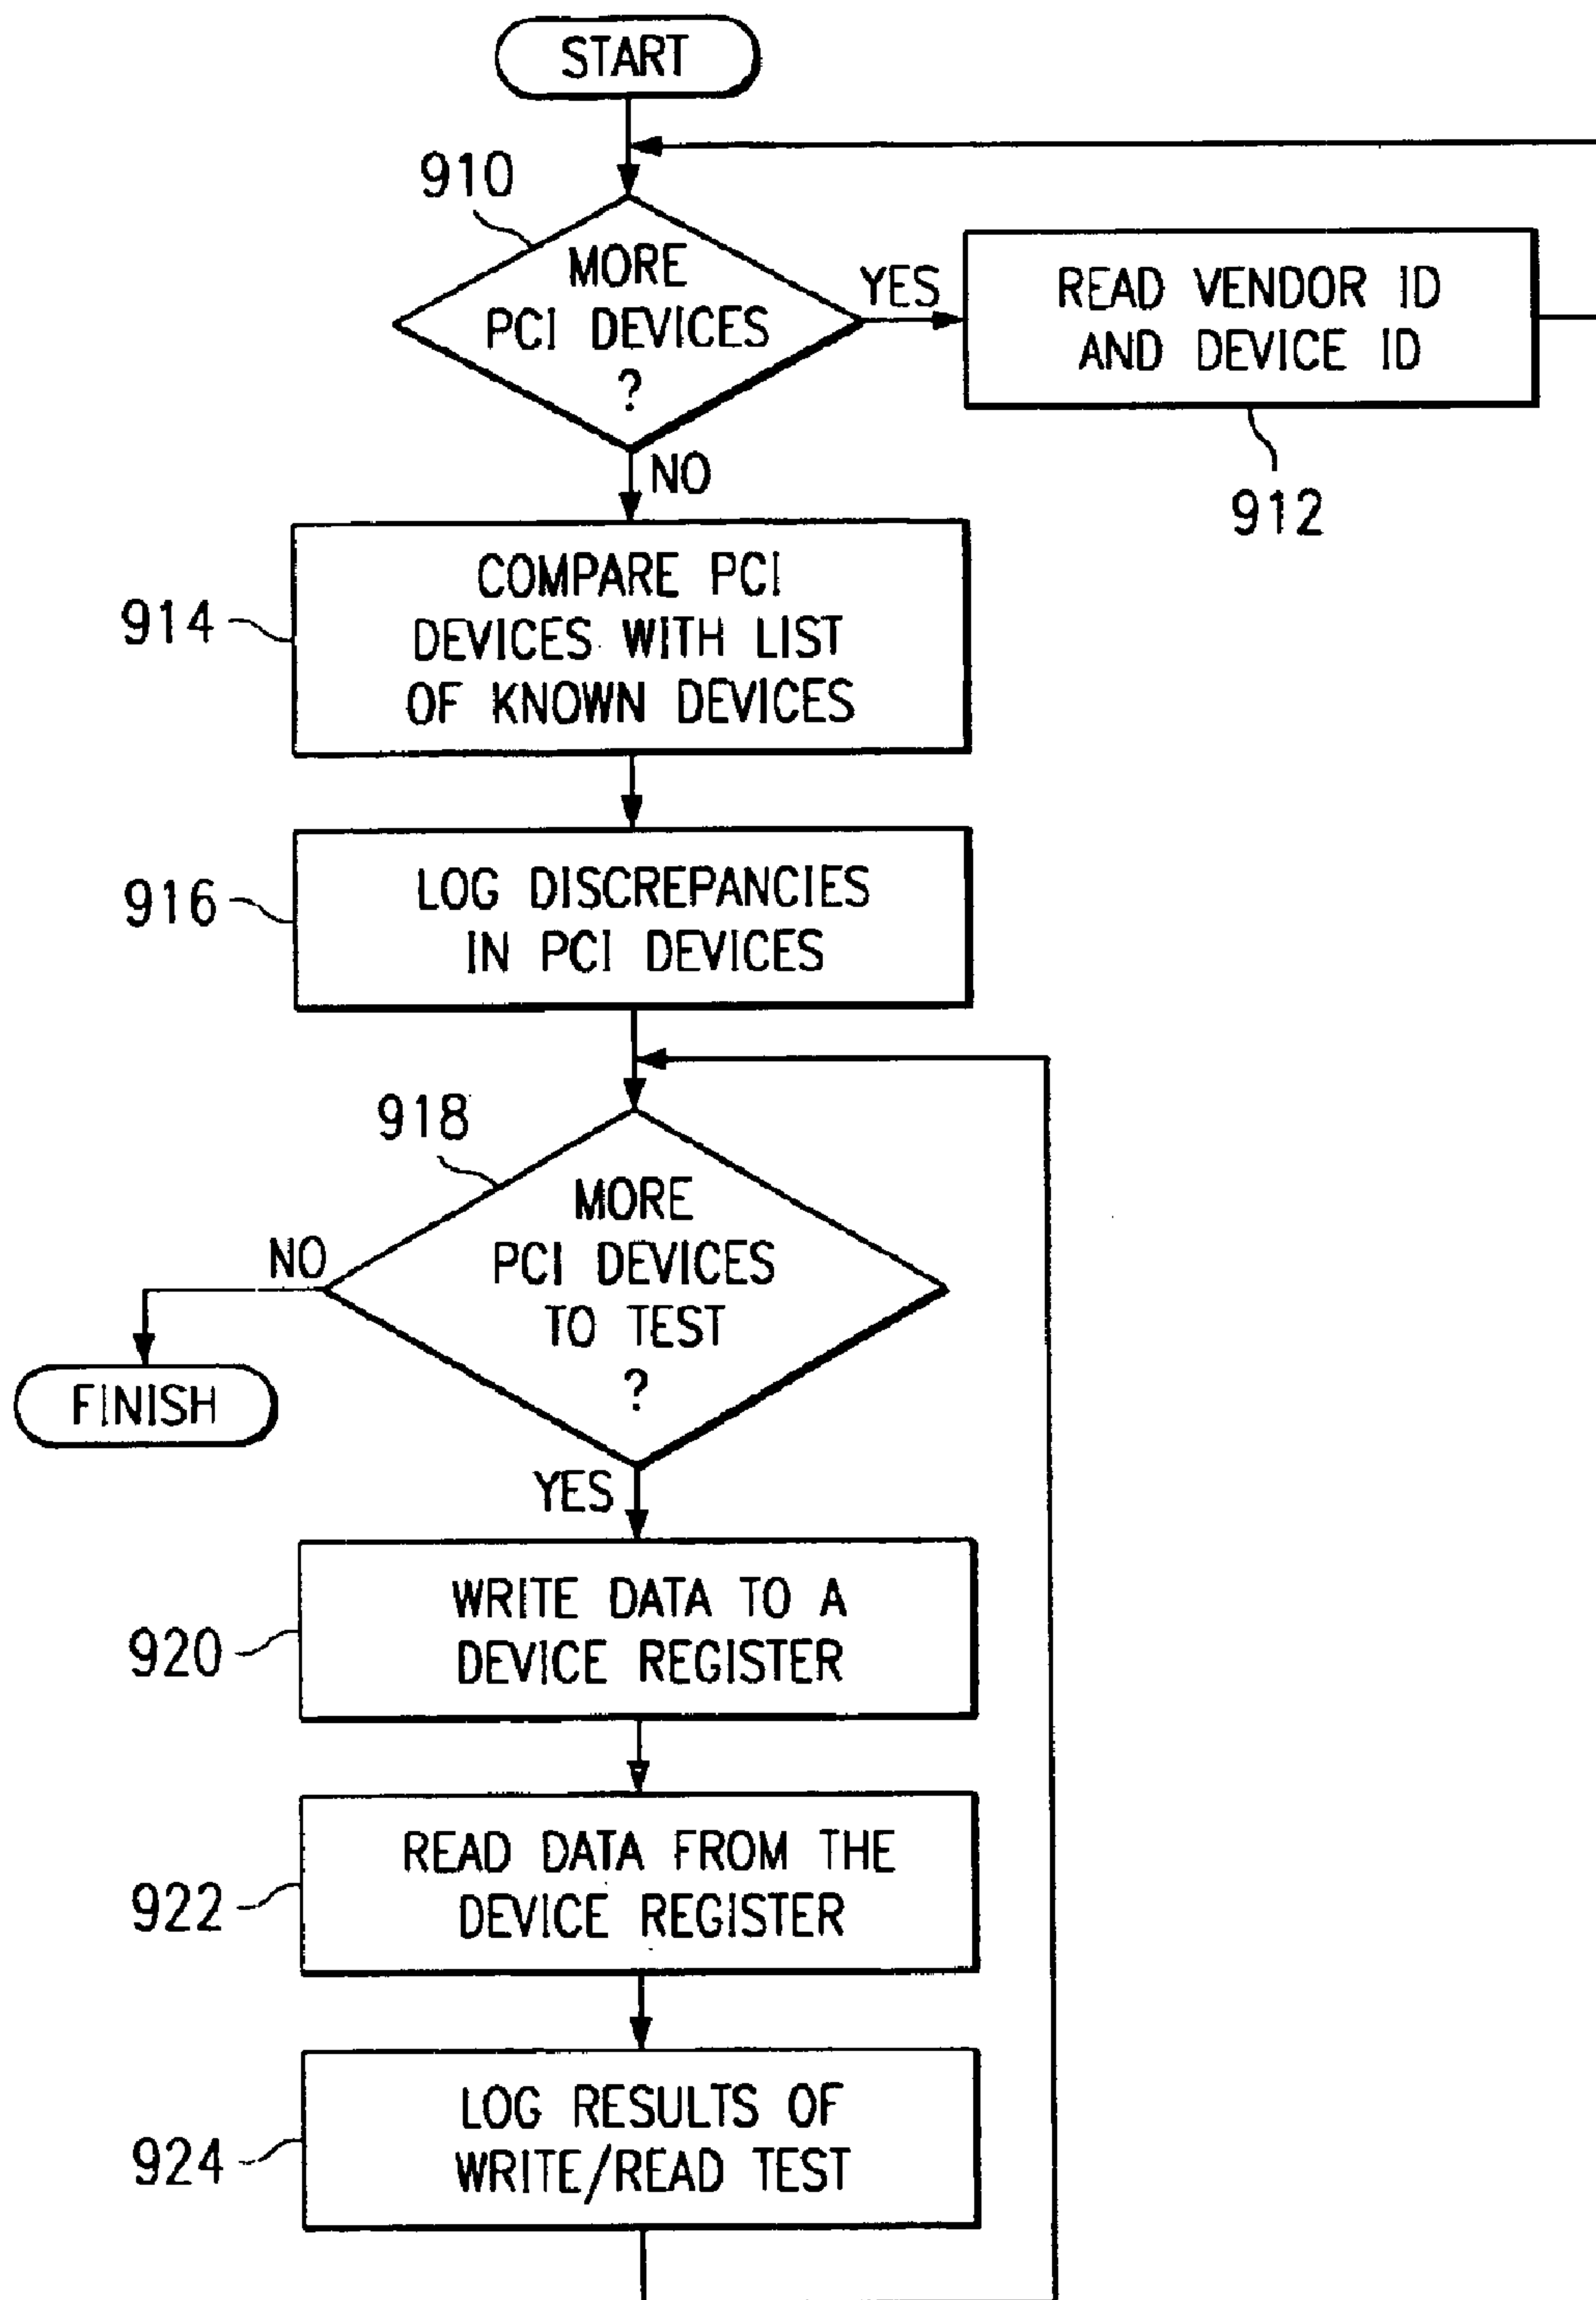 START
910
MORE
PCI DEVICES
?
YES
READ VENDOR ID
AND DEVICE ID
912
NO
COMPARE PCI
DEVICES WITH LIST
OF KNOWN DEVICES
914
LOG DISCREPANCIES
IN PCI DEVICES
916
918
MORE
PCI DEVICES
TO TEST
?
NO
FINISH
YES
WRITE DATA TO A
DEVICE REGISTER
920
READ DATA FROM THE
DEVICE REGISTER
922
LOG RESULTS OF
WRITE/READ TEST
924